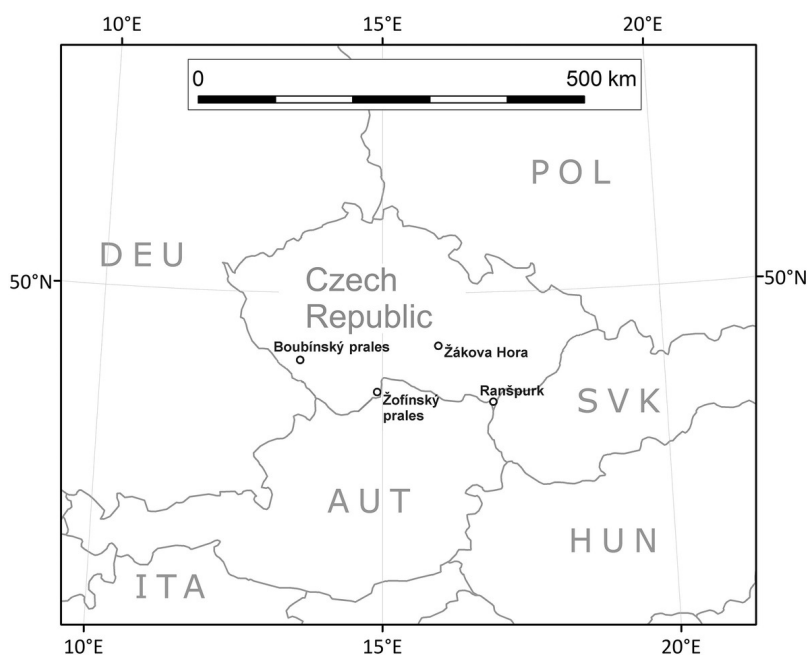 10°E 15°E 20°E
0 500 km
POL
DEU
50°N 50°N
Czech
Republic
Boubínský prales
Žákova Hora
Ranšpurk
Žofínský
prales
SVK
AUT
HUN
ITA
10°E 15°E 20°E